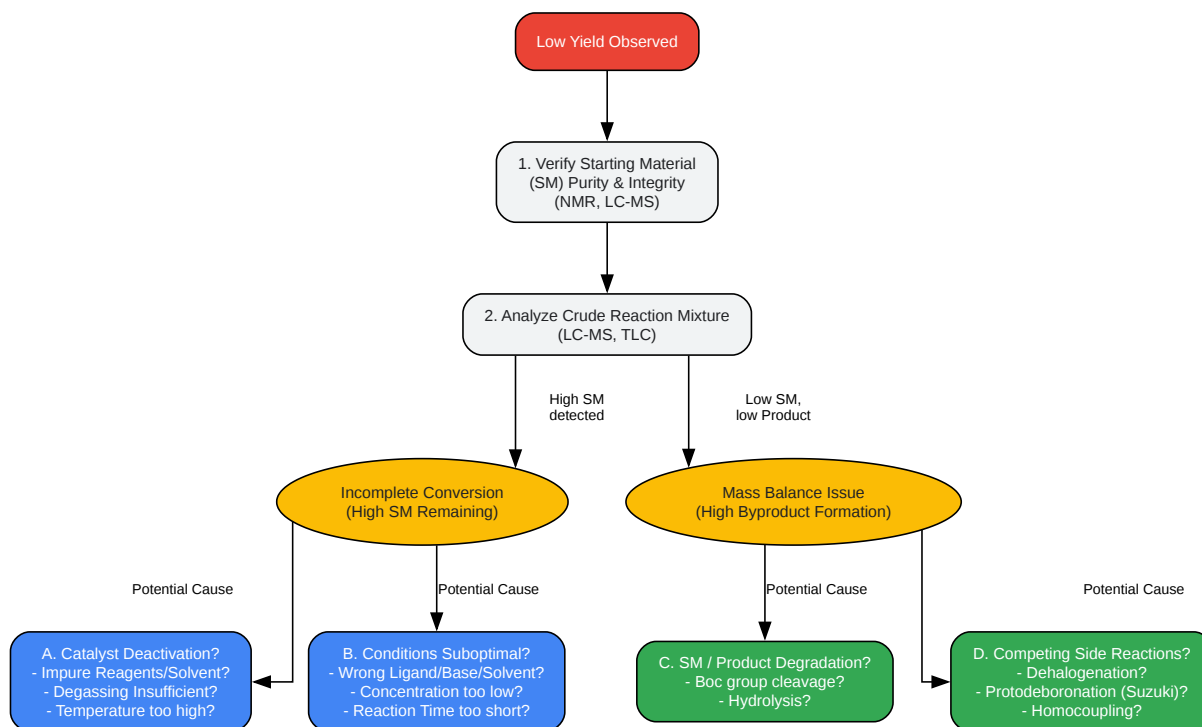 Low Yield Observed
1. Verify Starting Material
(SM) Purity & Integrity
(NMR, LC-MS)
2. Analyze Crude Reaction Mixture
(LC-MS, TLC)
High SM
detected
Low SM,
low Product
Incomplete Conversion
(High SM Remaining)
Mass Balance Issue
(High Byproduct Formation)
Potential Cause
Potential Cause
Potential Cause
Potential Cause
A. Catalyst Deactivation?
- Impure Reagents/Solvent?
- Degassing Insufficient?
- Temperature too high?
B. Conditions Suboptimal?
- Wrong Ligand/Base/Solvent?
- Concentration too low?
- Reaction Time too short?
C. SM / Product Degradation?
- Boc group cleavage?
- Hydrolysis?
D. Competing Side Reactions?
- Dehalogenation?
- Protodeboronation (Suzuki)?
- Homocoupling?